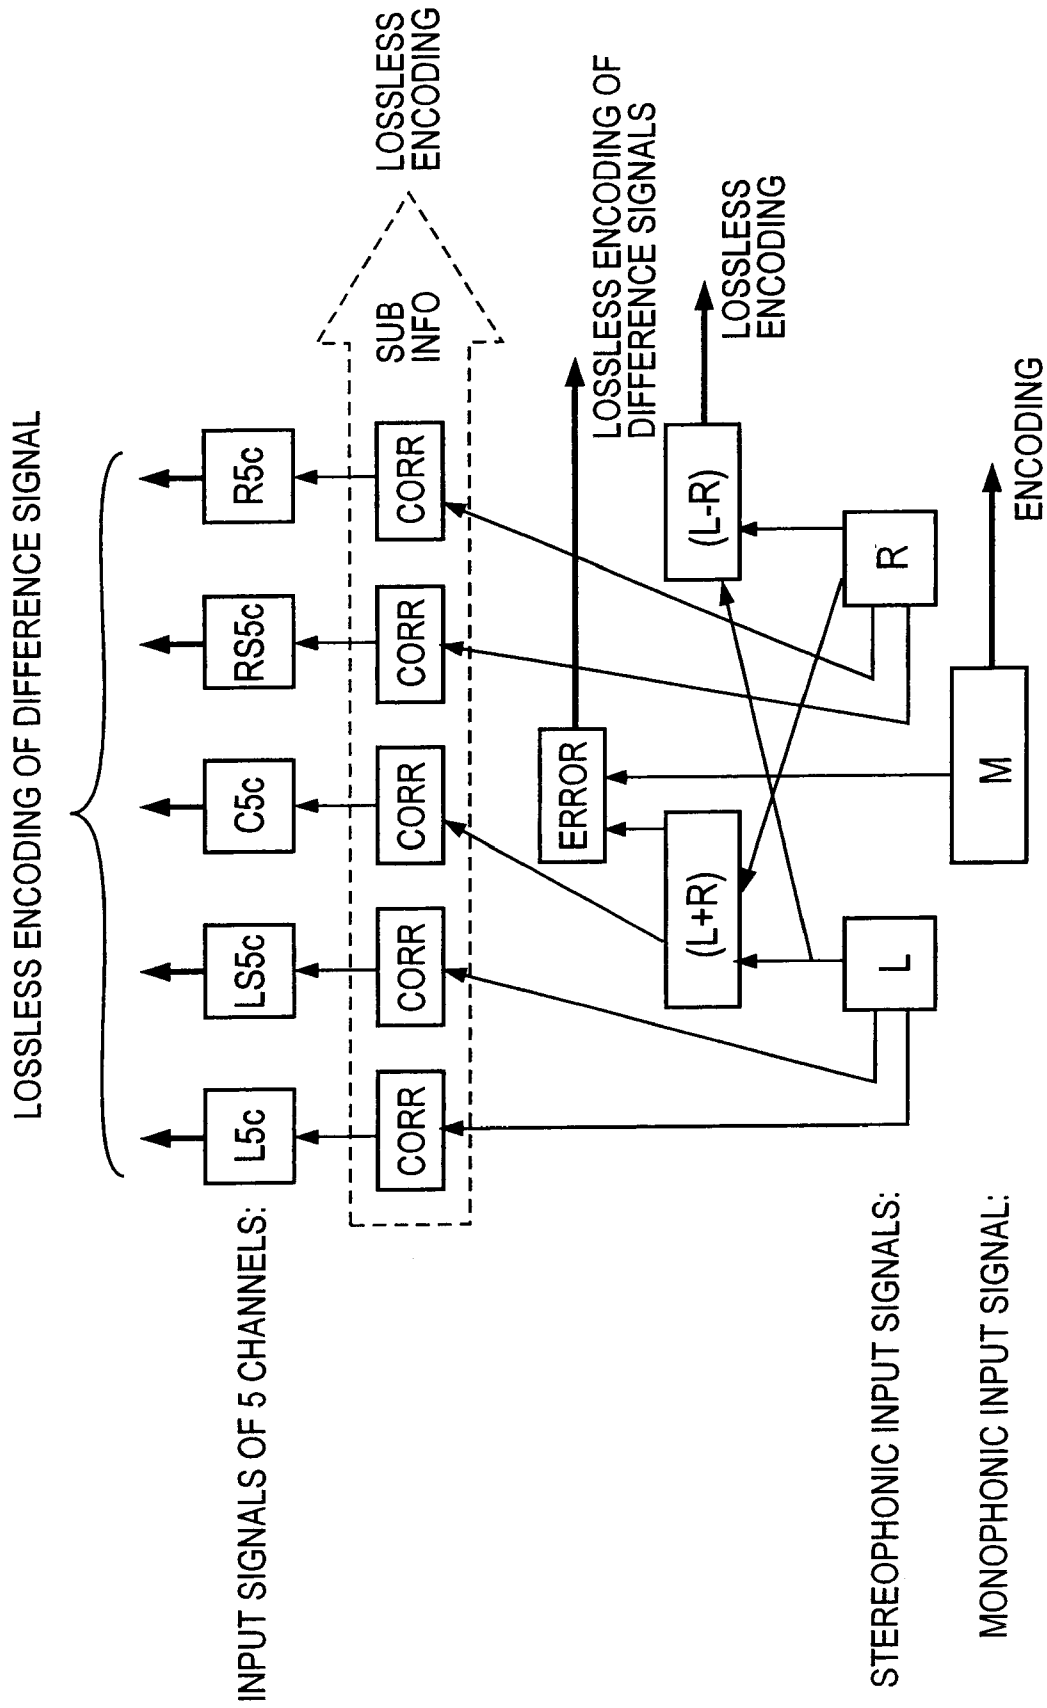 LOSSLESS ENCODING OF DIFFERENCE SIGNAL
INPUT SIGNALS OF 5 CHANNELS:
L5c
LS5c
C5c
RS5c
R5c
CORR
CORR
CORR
CORR
CORR
SUB
INFO
LOSSLESS
ENCODING
ERROR
LOSSLESS ENCODING OF
DIFFERENCE SIGNALS
(L+R)
(L-R)
LOSSLESS
ENCODING
STEREOPHONIC INPUT SIGNALS:
L
R
MONOPHONIC INPUT SIGNAL:
M
ENCODING